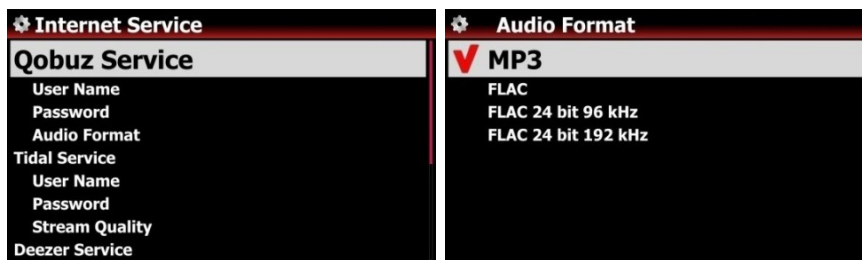 Internet Service
Qobuz Service
User Name
Password
Audio Format
Tidal Service
User Name
Password
Stream Quality
Deezer Service
Audio Format
MP3
FLAC
FLAC 24 bit 96 kHz
FLAC 24 bit 192 kHz